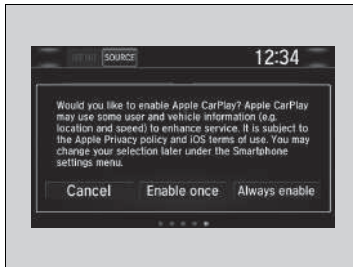 SOURCE
12:34
Would you like to enable Apple CarPlay? Apple CarPlay
may use some user and vehicle information (e.g.
location and speed) to enhance service. It is subject to
the Apple Privacy policy and iOS terms of use. You may
change your selection later under the Smartphone
settings menu.
Cancel Enable once Always enable